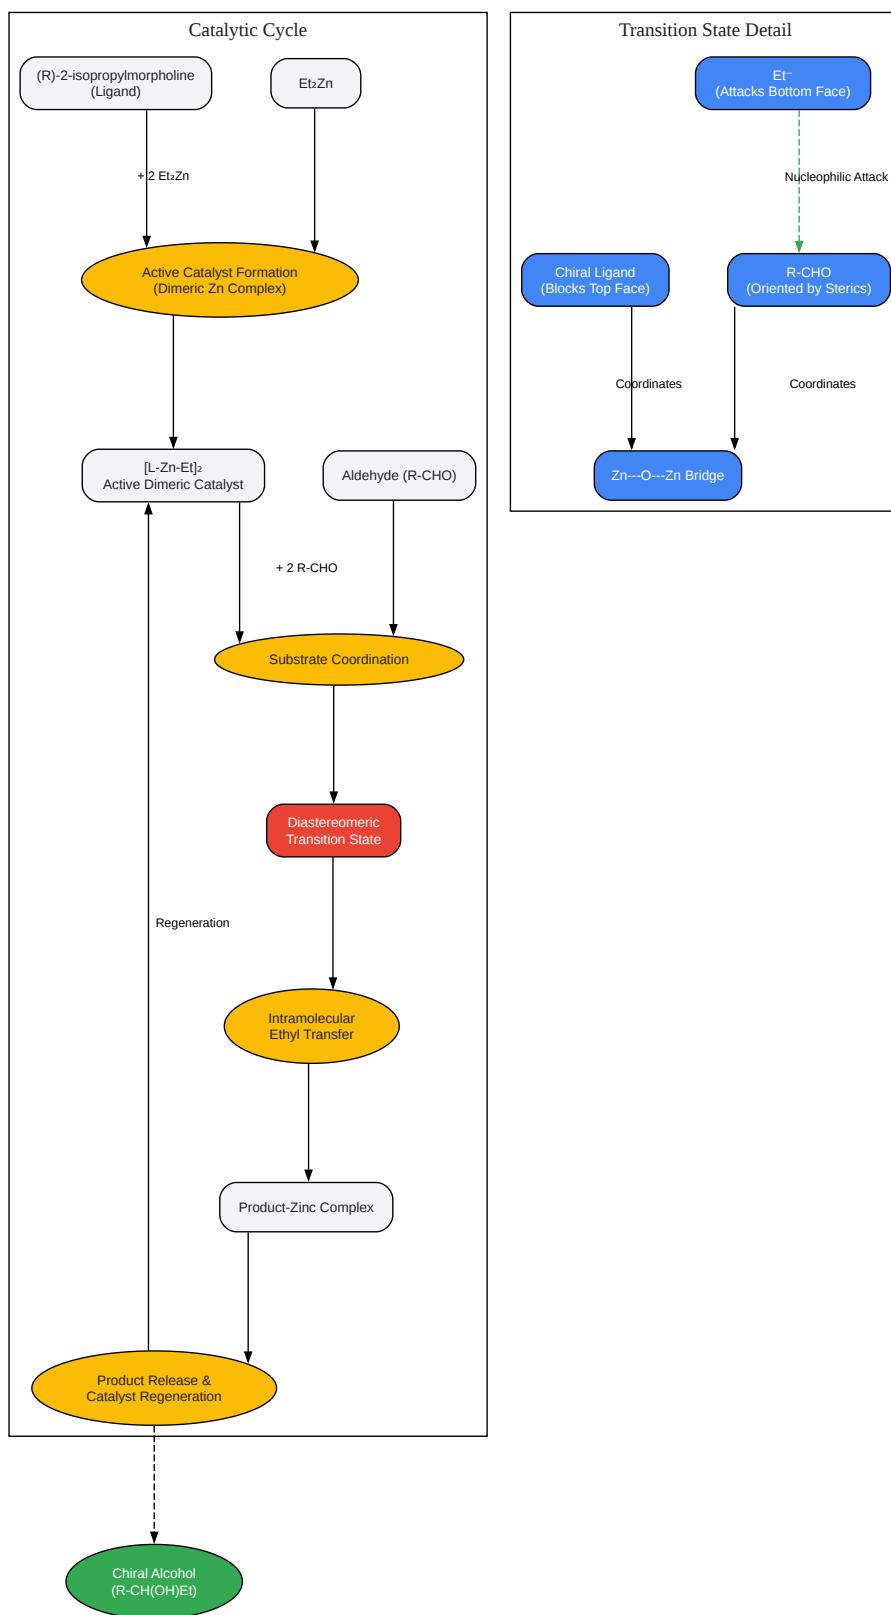 Catalytic Cycle
(R)-2-isopropylmorpholine
(Ligand)
Et₂Zn
+ 2 Et₂Zn
Active Catalyst Formation
(Dimeric Zn Complex)
[L-Zn-Et]₂
Active Dimeric Catalyst
Aldehyde (R-CHO)
+ 2 R-CHO
Substrate Coordination
Diastereomeric
Transition State
Regeneration
Intramolecular
Ethyl Transfer
Product-Zinc Complex
Product Release &
Catalyst Regeneration
Chiral Alcohol
(R-CH(OH)Et)
Transition State Detail
Et⁻
(Attacks Bottom Face)
Nucleophilic Attack
Chiral Ligand
(Blocks Top Face)
R-CHO
(Oriented by Sterics)
Coordinates
Coordinates
Zn---O---Zn Bridge